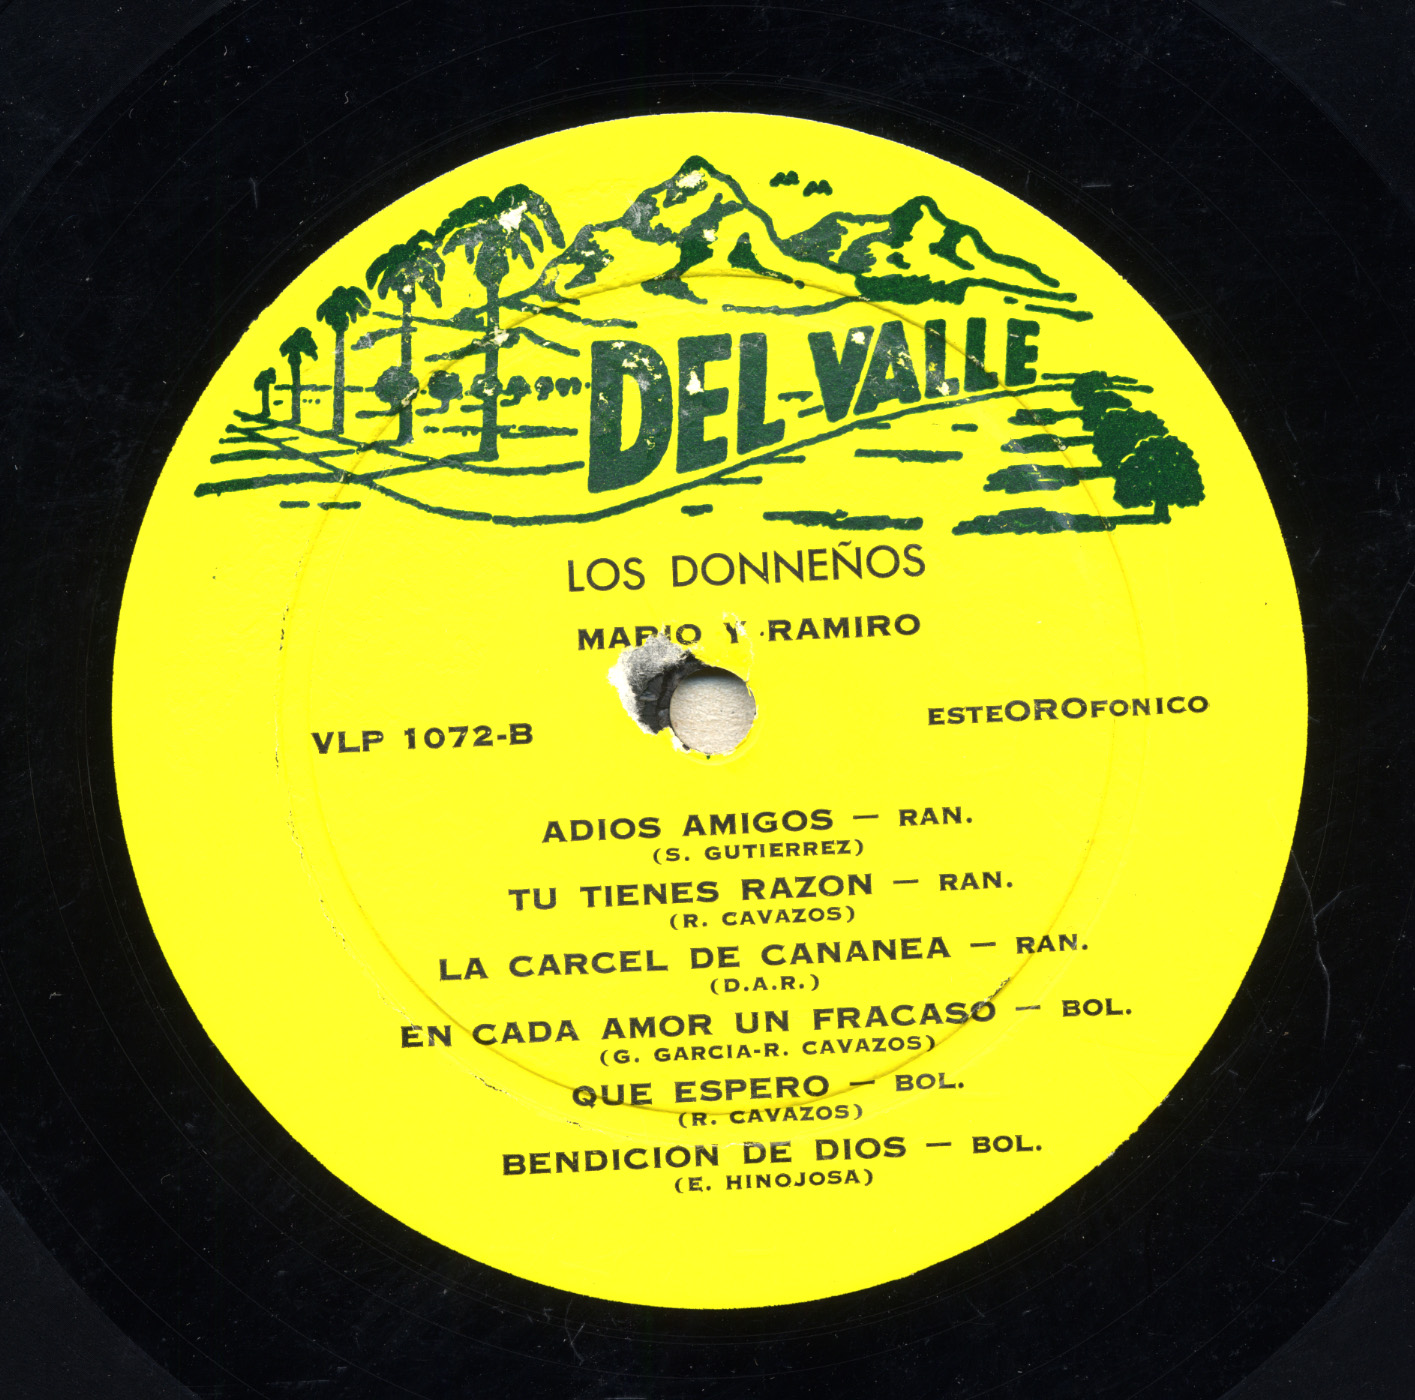 DEL VALLE
LOS DONNEÑOS
MARIO Y RAMIRO
VLP 1072-B
ESTEOROFONICO
ADIOS AMIGOS — RAN.
(S. GUTIERREZ)
TU TIENES RAZON — RAN.
(R. CAVAZOS)
LA CARCEL DE CANANEA — RAN.
(D.A.R.)
EN CADA AMOR UN FRACASO — BOL.
(G. GARCIA-R. CAVAZOS)
QUE ESPERO — BOL.
(R. CAVAZOS)
BENDICION DE DIOS — BOL.
(E. HINOJOSA)